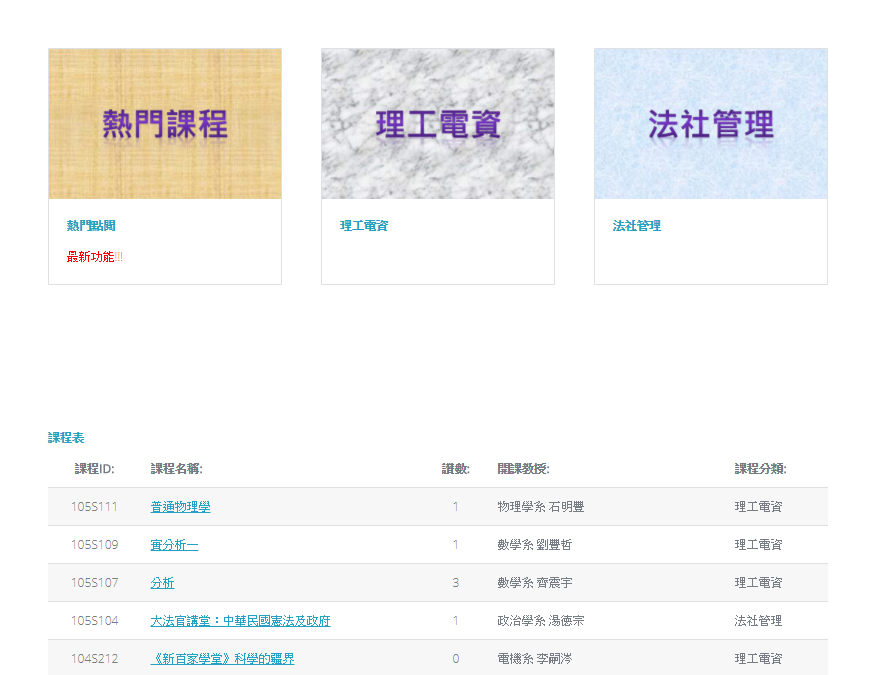 熱門課程
理工電資
法社管理
熱門點閱
理工電資
法社管理
最新功能!!!
課程表
課程ID: 課程名稱: 讚數: 開課教授: 課程分類:
105S111 普通物理學 1 物理學系 石明豐 理工電資
105S109 實分析一 1 數學系 劉豐哲 理工電資
105S107 分析 3 數學系 齊震宇 理工電資
105S104 大法官講堂：中華民國憲法及政府 1 政治學系 湯德宗 法社管理
104S212 《新百家學堂》科學的疆界 0 電機系 李嗣涔 理工電資